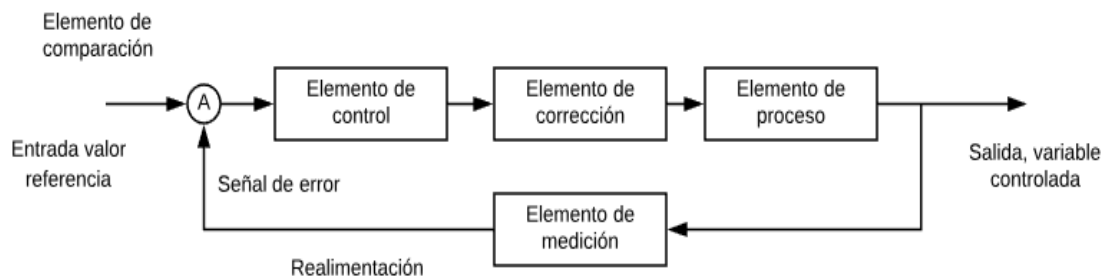 Elemento de
comparación
A
Elemento de
control
Elemento de
corrección
Elemento de
proceso
Entrada valor
referencia
Señal de error
Salida, variable
controlada
Elemento de
medición
Realimentación